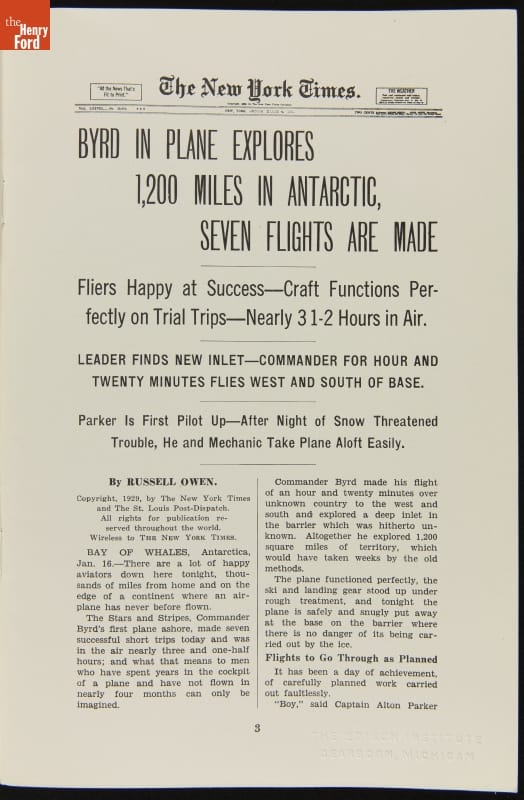 the
Henry
Ford
"All the News That's
Fit to Print."
The New York Times.
THE WEATHER
BYRD IN PLANE EXPLORES
1,200 MILES IN ANTARCTIC,
SEVEN FLIGHTS ARE MADE
Fliers Happy at Success—Craft Functions Per-
fectly on Trial Trips—Nearly 3 1-2 Hours in Air.
LEADER FINDS NEW INLET—COMMANDER FOR HOUR AND
TWENTY MINUTES FLIES WEST AND SOUTH OF BASE.
Parker Is First Pilot Up—After Night of Snow Threatened
Trouble, He and Mechanic Take Plane Aloft Easily.
By RUSSELL OWEN.
Copyright, 1929, by The New York Times
and The St. Louis Post-Dispatch.
All rights for publication re-
served throughout the world.
Wireless to THE NEW YORK TIMES.
BAY OF WHALES, Antarctica,
Jan. 16.—There are a lot of happy
aviators down here tonight, thou-
sands of miles from home and on the
edge of a continent where an air-
plane has never before flown.
The Stars and Stripes, Commander
Byrd's first plane ashore, made seven
successful short trips today and was
in the air nearly three and one-half
hours; and what that means to men
who have spent years in the cockpit
of a plane and have not flown in
nearly four months can only be
imagined.
Commander Byrd made his flight
of an hour and twenty minutes over
unknown country to the west and
south and explored a deep inlet in
the barrier which was hitherto un-
known. Altogether he explored 1,200
square miles of territory, which
would have taken weeks by the old
methods.
The plane functioned perfectly, the
ski and landing gear stood up under
rough treatment, and tonight the
plane is safely and snugly put away
at the base on the barrier where
there is no danger of its being car-
ried out by the ice.
Flights to Go Through as Planned
It has been a day of achievement,
of carefully planned work carried
out faultlessly.
"Boy," said Captain Alton Parker
3
THE EDISON INSTITUTE
DEARBORN, MICHIGAN